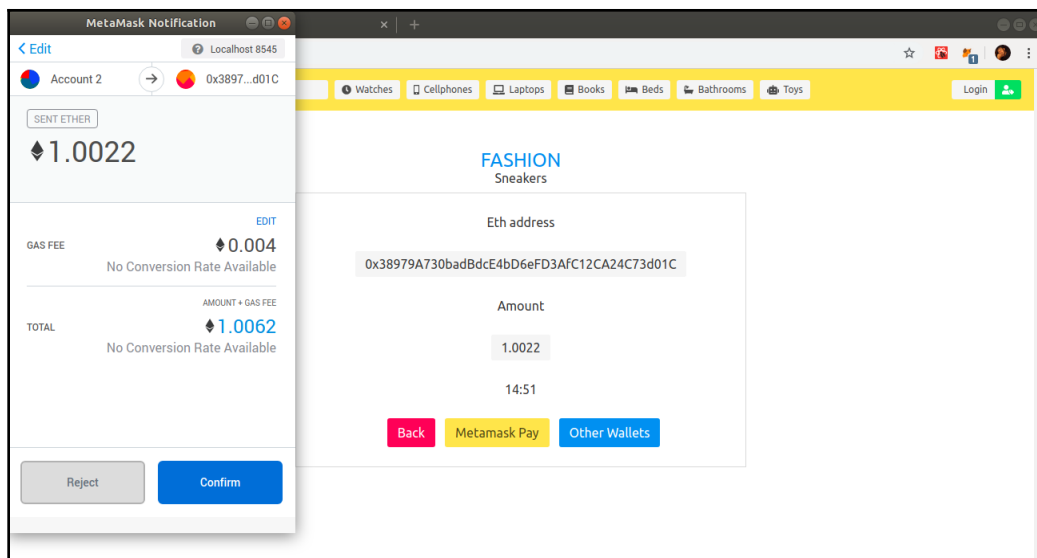 MetaMask Notification
Edit
Localhost 8545
Account 2
0x3897...d01C
SENT ETHER
1.0022
EDIT
GAS FEE
0.004
No Conversion Rate Available
AMOUNT + GAS FEE
TOTAL
1.0062
No Conversion Rate Available
Reject
Confirm
1
Watches Cellphones Laptops Books Beds Bathrooms Toys Login
FASHION
Sneakers
Eth address
0x38979A730badBdcE4bD6eFD3AfC12CA24C73d01C
Amount
1.0022
14:51
Back Metamask Pay Other Wallets